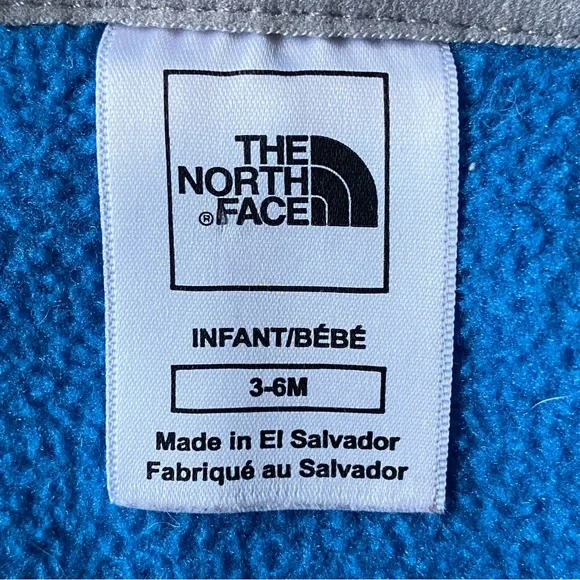 THE
NORTH
® FACE
INFANT/BÉBÉ
3-6M
Made in El Salvador
Fabriqué au Salvador